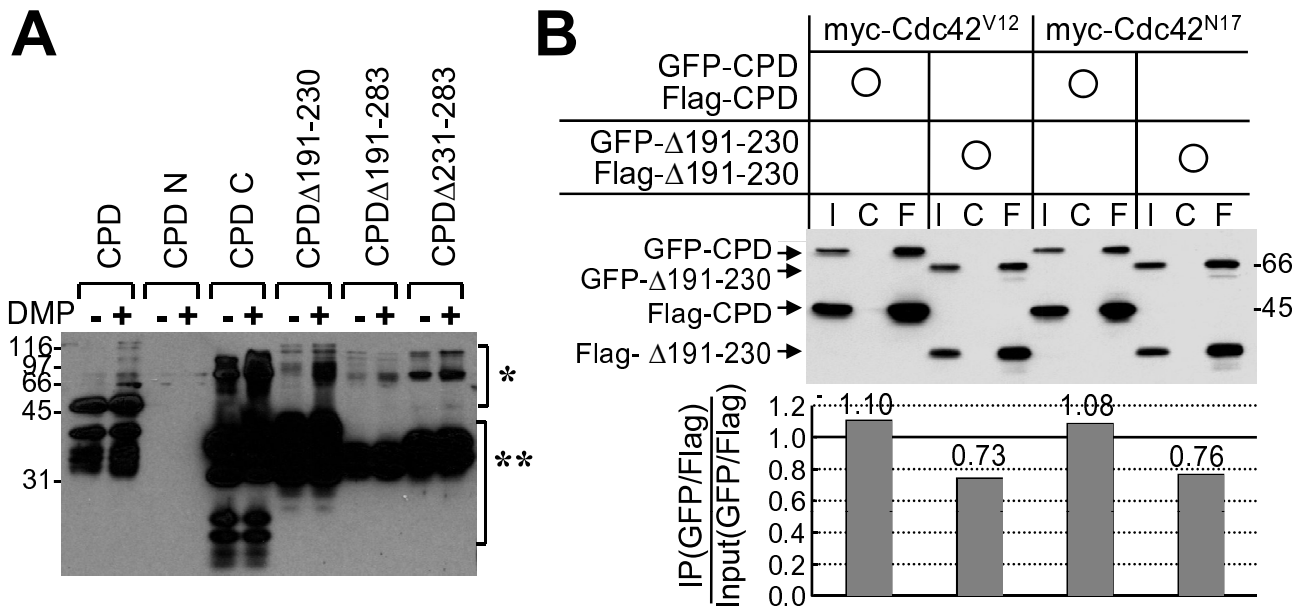 A
CPD
CPD N
CPD C
CPDΔ191-230
CPDΔ191-283
CPDΔ231-283
DMP - + - + - + - + - + - +
116
97
66
45
31
*
**
B
myc-Cdc42V12 myc-Cdc42N17
GFP-CPD
Flag-CPD
GFP-Δ191-230
Flag-Δ191-230
I C F I C F I C F I C F
GFP-CPD
GFP-Δ191-230
Flag-CPD
Flag- Δ191-230
-66
-45
IP(GFP/Flag)
Input(GFP/Flag)
1.2
1.0
0.8
0.6
0.4
0.2
0.0
1.10
0.73
1.08
0.76